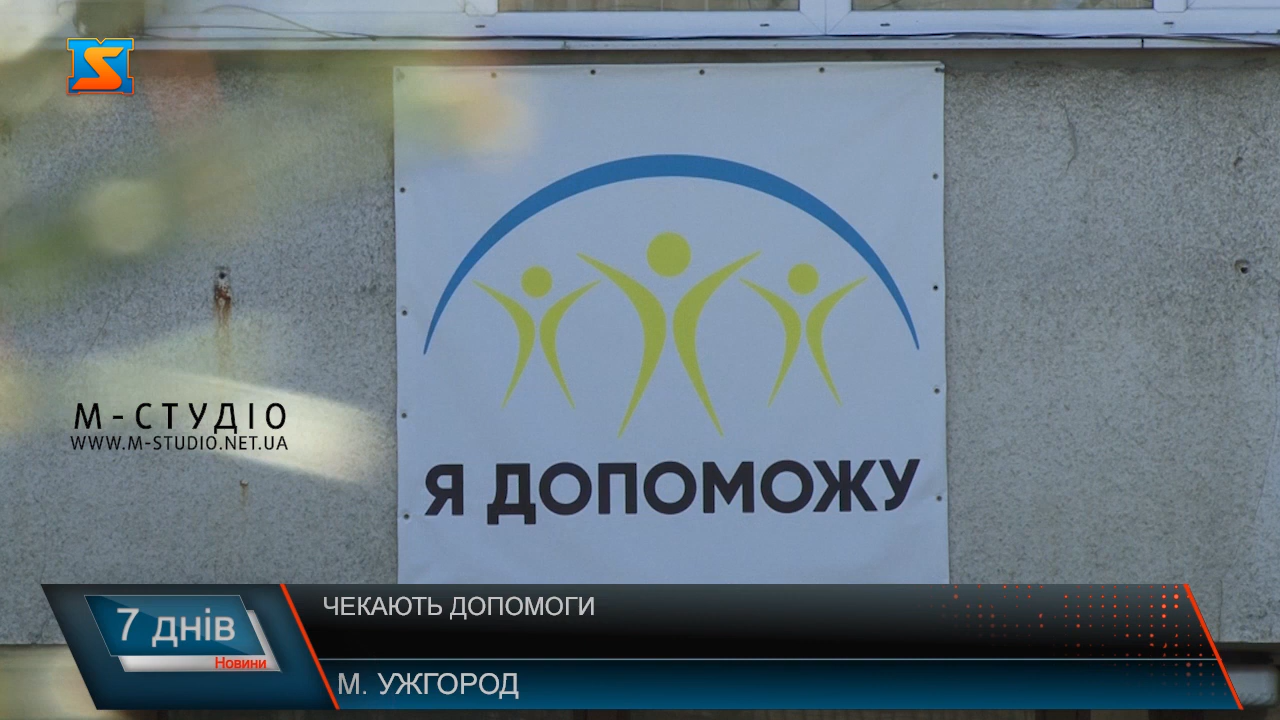 М-СТУДІО
WWW.M-STUDIO.NET.UA
Я ДОПОМОЖУ
7 днів
Новини
ЧЕКАЮТЬ ДОПОМОГИ
М. УЖГОРОД